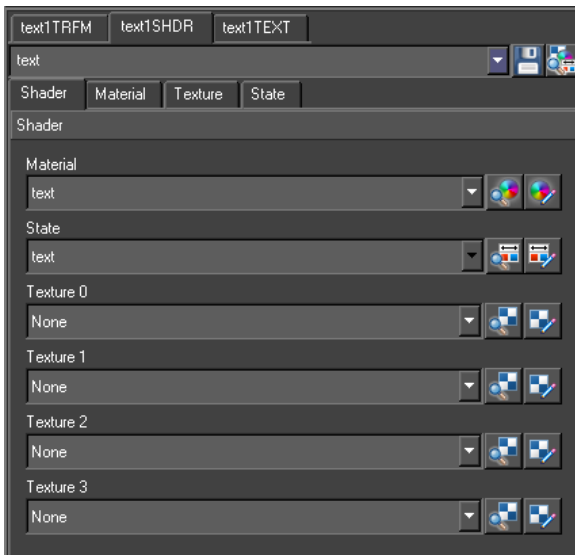 text1TRFM text1SHDR text1TEXT
text
Shader Material Texture State
Shader
Material
text
State
text
Texture 0
None
Texture 1
None
Texture 2
None
Texture 3
None